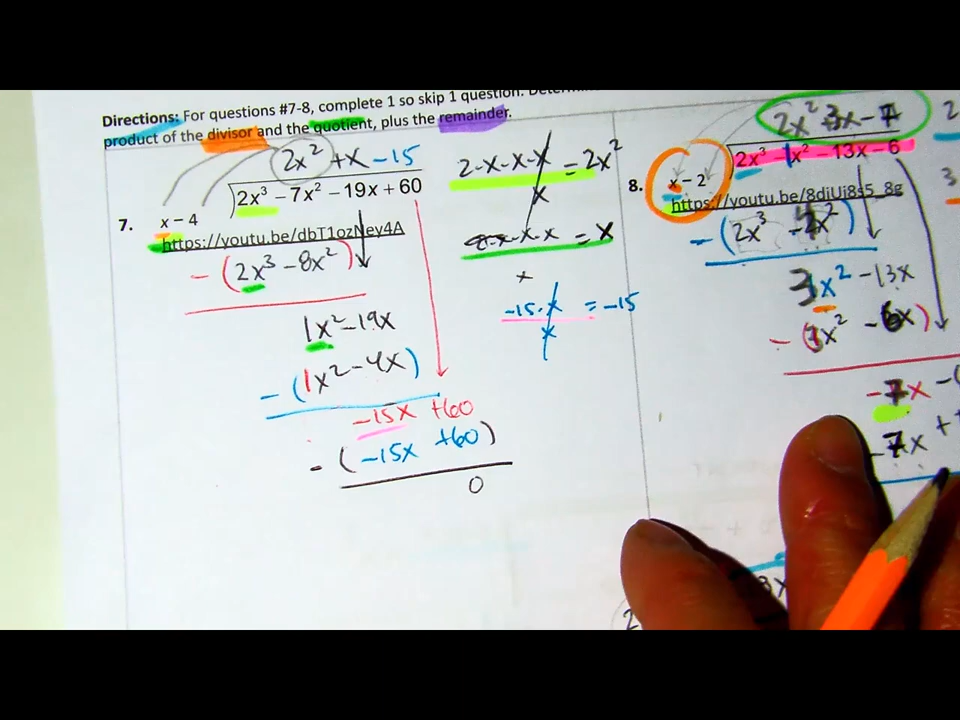 Directions: For questions #7-8, complete 1 so skip 1 question.
product of the divisor and the quotient, plus the remainder.
2x² +x -15
7. x – 4 2x³ – 7x² – 19x + 60
https://youtu.be/dbT1ozNey4A
- (2x³ -8x²)
1x² -19x
- (1x² -4x)
-15x +60
- (-15x +60)
0
2·x·x·x = 2x²
x
x·x = x
x
-15·x = -15
x
2x² 3x -7
8. x – 2 2x³ -1x² – 13x – 6
https://youtu.be/8diUi8s5_8g
- (2x³ -4x²)
3x² -13x
- (3x² -6x)
-7x
-7x +